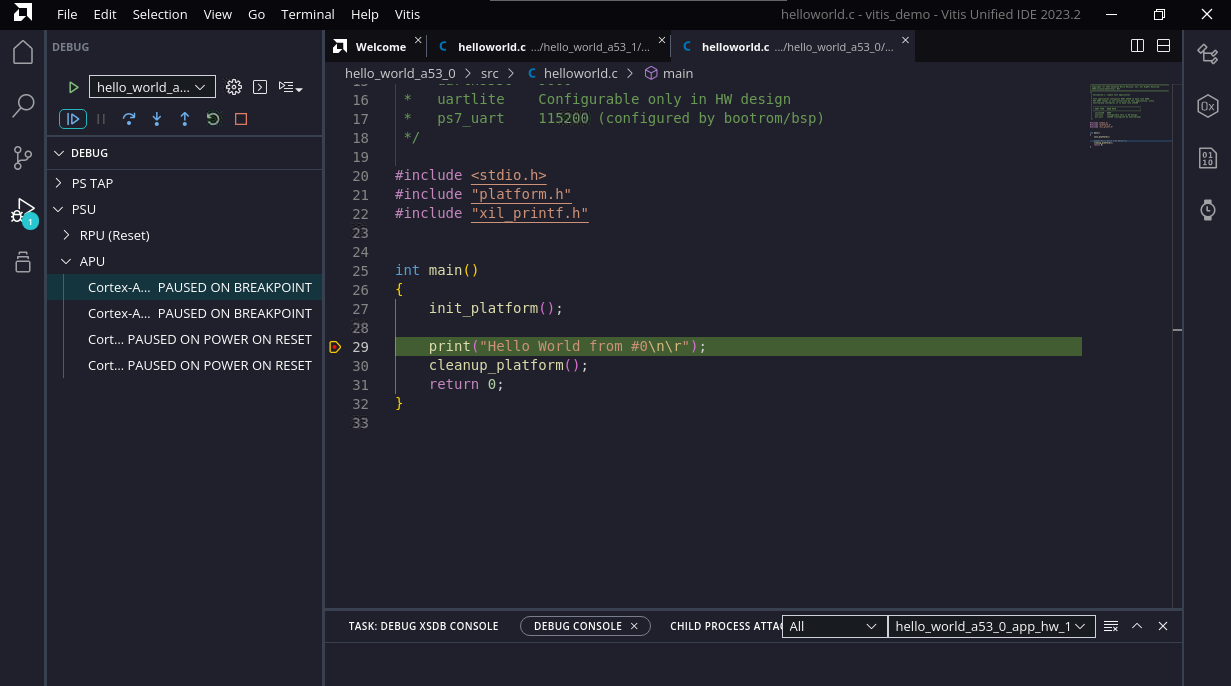 File Edit Selection View Go Terminal Help Vitis
helloworld.c - vitis_demo - Vitis Unified IDE 2023.2
DEBUG
hello_world_a...
DEBUG
PS TAP
PSU
RPU (Reset)
APU
Cortex-A... PAUSED ON BREAKPOINT
Cortex-A... PAUSED ON BREAKPOINT
Cort... PAUSED ON POWER ON RESET
Cort... PAUSED ON POWER ON RESET
1
Welcome
C helloworld.c .../hello_world_a53_1/...
C helloworld.c .../hello_world_a53_0/...
hello_world_a53_0 > src > C helloworld.c > main
16 * uartlite Configurable only in HW design
17 * ps7_uart 115200 (configured by bootrom/bsp)
18 */
19
20 #include <stdio.h>
21 #include "platform.h"
22 #include "xil_printf.h"
23
24
25 int main()
26 {
27 init_platform();
28
29 print("Hello World from #0\n\r");
30 cleanup_platform();
31 return 0;
32 }
33
TASK: DEBUG XSDB CONSOLE
DEBUG CONSOLE
CHILD PROCESS ATTAC
All
hello_world_a53_0_app_hw_1
0x
01
10